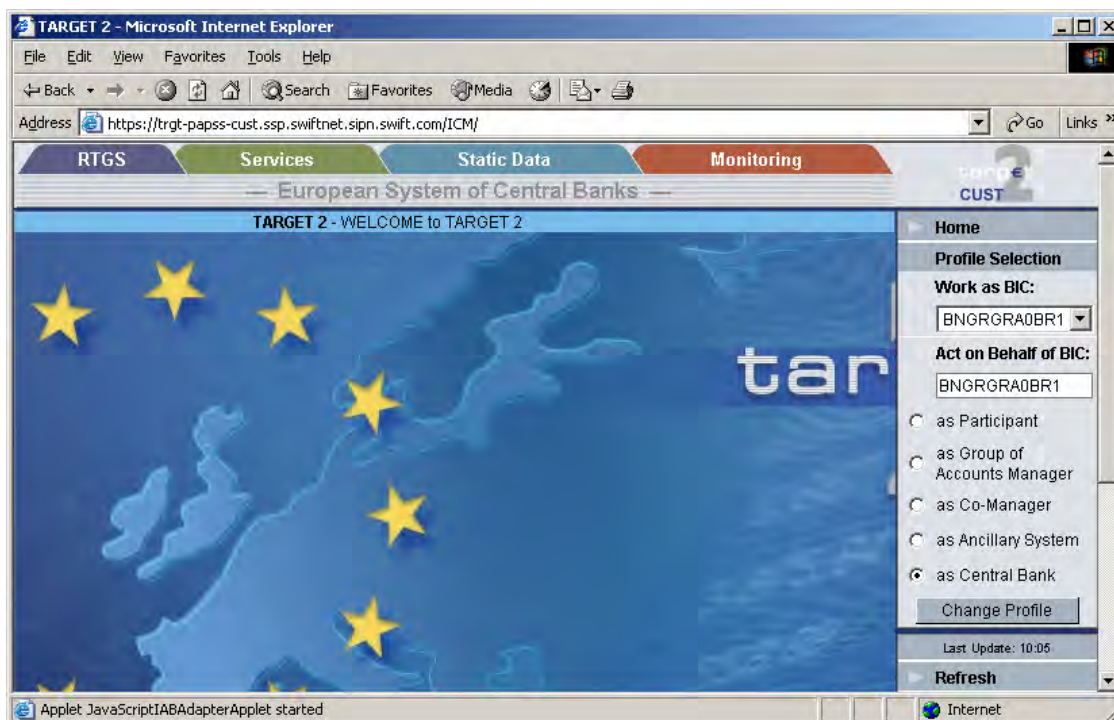 TARGET 2 - Microsoft Internet Explorer
File Edit View Favorites Tools Help
Back Search Favorites Media
Address https://trgt-papss-cust.ssp.swiftnet.sipn.swift.com/ICM/ Go Links »
RTGS Services Static Data Monitoring
— European System of Central Banks —
target 2
CUST
TARGET 2 - WELCOME to TARGET 2
tar
Home
Profile Selection
Work as BIC:
BNGRGRA0BR1
Act on Behalf of BIC:
BNGRGRA0BR1
as Participant
as Group of
Accounts Manager
as Co-Manager
as Ancillary System
as Central Bank
Change Profile
Last Update: 10:05
Refresh
Applet JavaScriptIABAdapterApplet started Internet